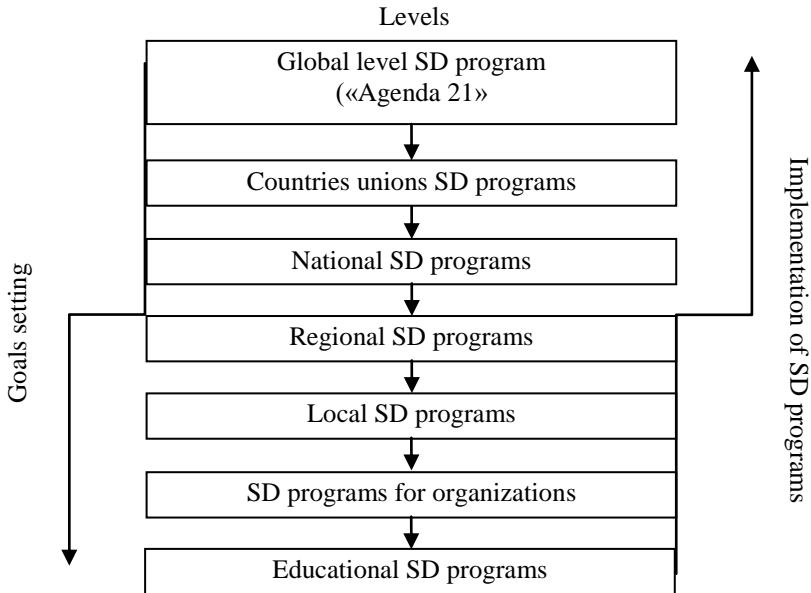 Levels
Global level SD program
(«Agenda 21»
Countries unions SD programs
National SD programs
Regional SD programs
Local SD programs
SD programs for organizations
Educational SD programs
Goals setting
Implementation of SD
programs